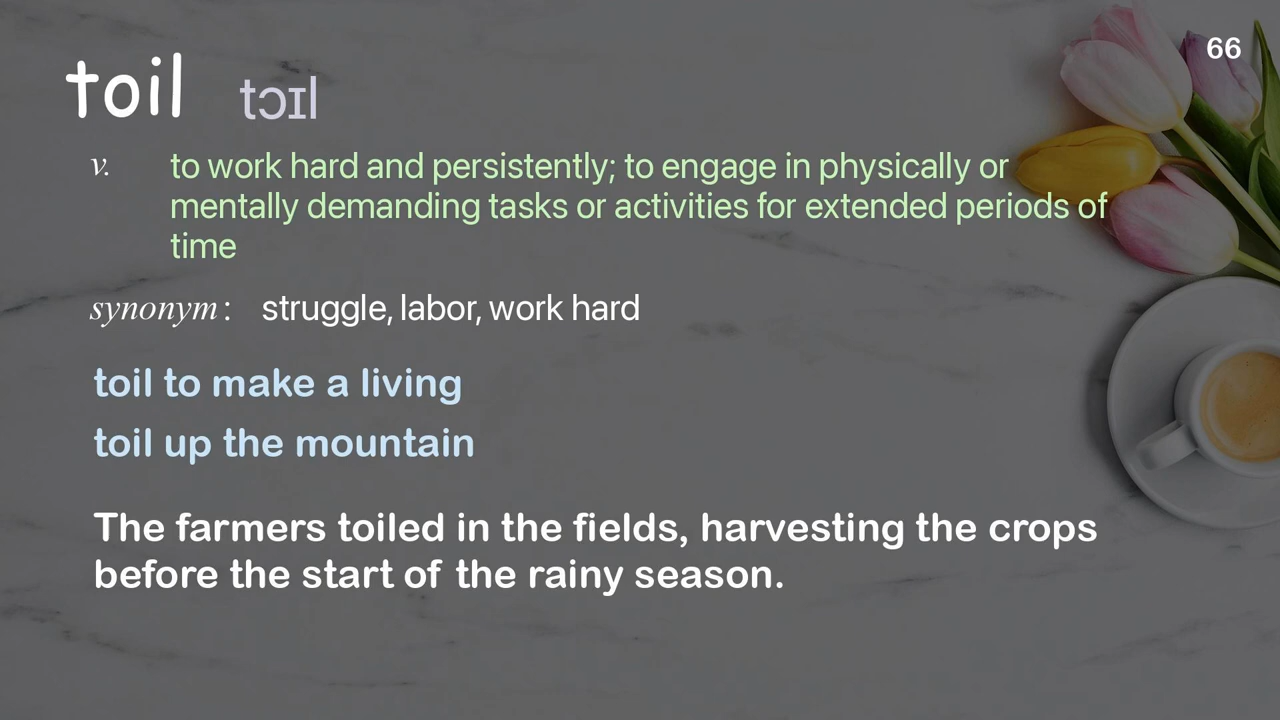 66
toil tɔɪl
v. to work hard and persistently; to engage in physically or
mentally demanding tasks or activities for extended periods of
time
synonym: struggle, labor, work hard
toil to make a living
toil up the mountain
The farmers toiled in the fields, harvesting the crops
before the start of the rainy season.